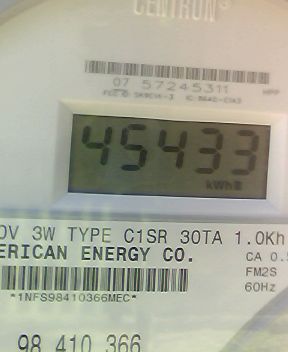 CENTRON®
07 57245311
45433
kWh
0V 3W TYPE C1SR 30TA 1.0Kh
ERICAN ENERGY CO. CA 0.5
FM2S
*1NFS98410366MEC* 60Hz
98 410 366